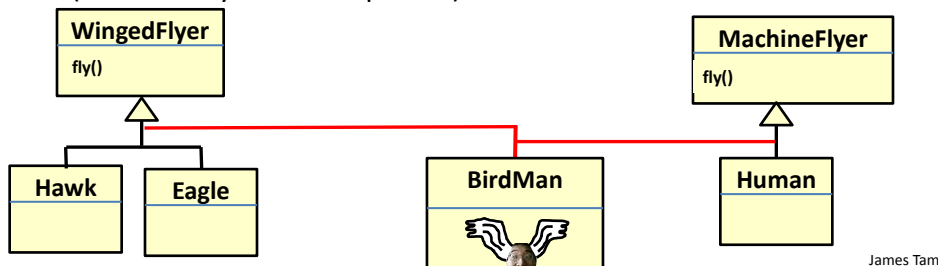 WingedFlyer
fly()
MachineFlyer
fly()
Hawk
Eagle
BirdMan
Human
James Tam